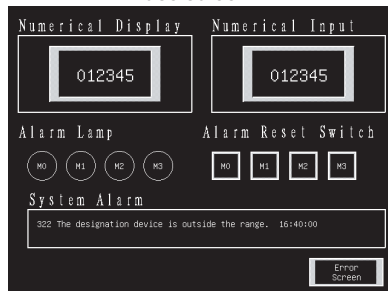 Numerical Display Numerical Input
012345 012345
Alarm Lamp Alarm Reset Switch
M0 M1 M2 M3 M0 M1 M2 M3
System Alarm
322 The designation device is outside the range. 16:40:00
Error
Screen